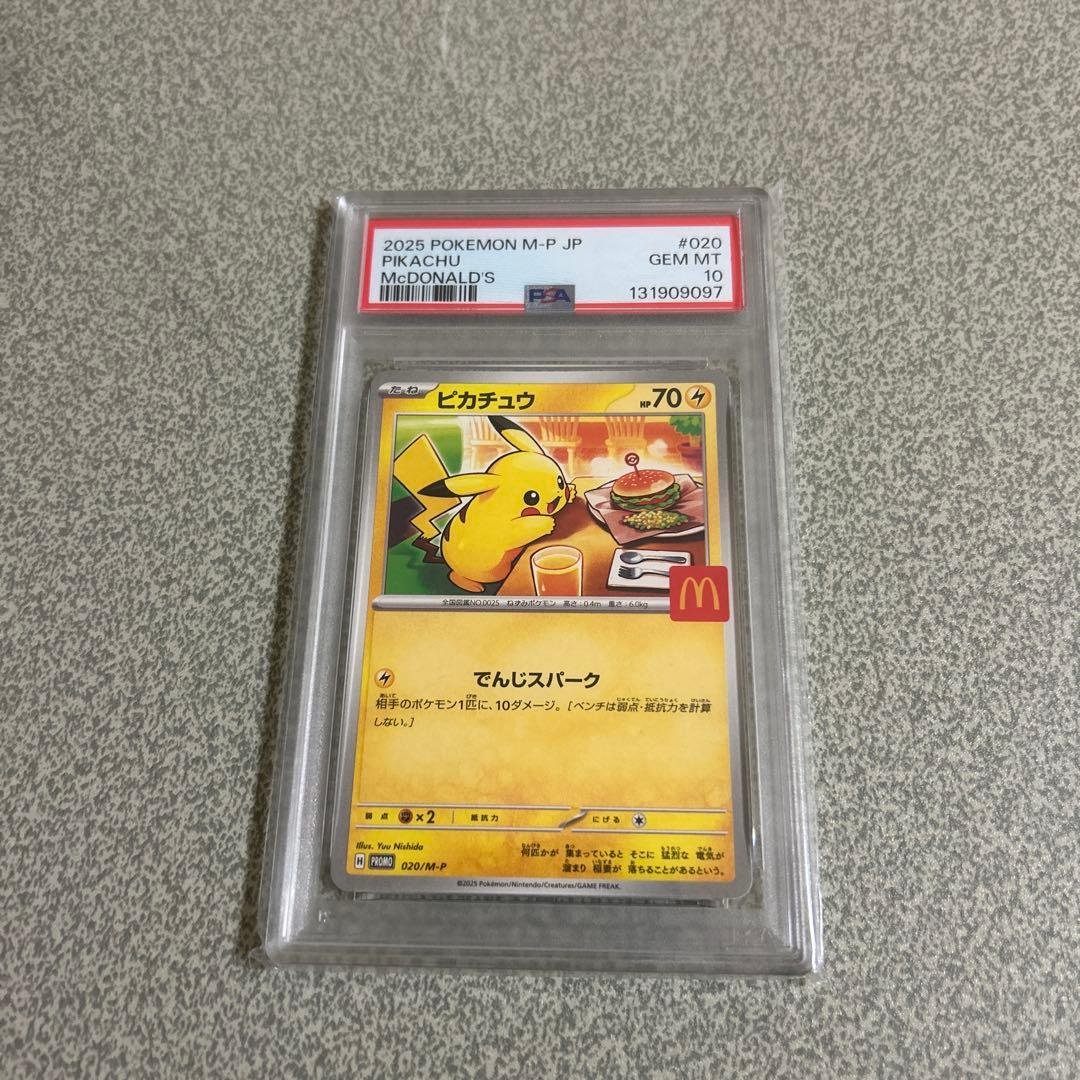 2025 POKEMON M-P JP #020
PIKACHU GEM MT
McDONALD'S 10
PSA 131909097
たね ピカチュウ HP70
全国図鑑NO.0025 ねずみポケモン 高さ:0.4m 重さ:6.0kg
でんじスパーク
相手のポケモン1匹に、10ダメージ。[ベンチは弱点・抵抗力を計算
しない。]
弱点 ×2 抵抗力 にげる
Illus. Yuu Nishida
何匹かが 集まっていると そこに 猛烈な 電気が
溜まり 稲妻が 落ちることがあるという。
H PROMO 020/M-P
©2025 Pokémon/Nintendo/Creatures/GAME FREAK.